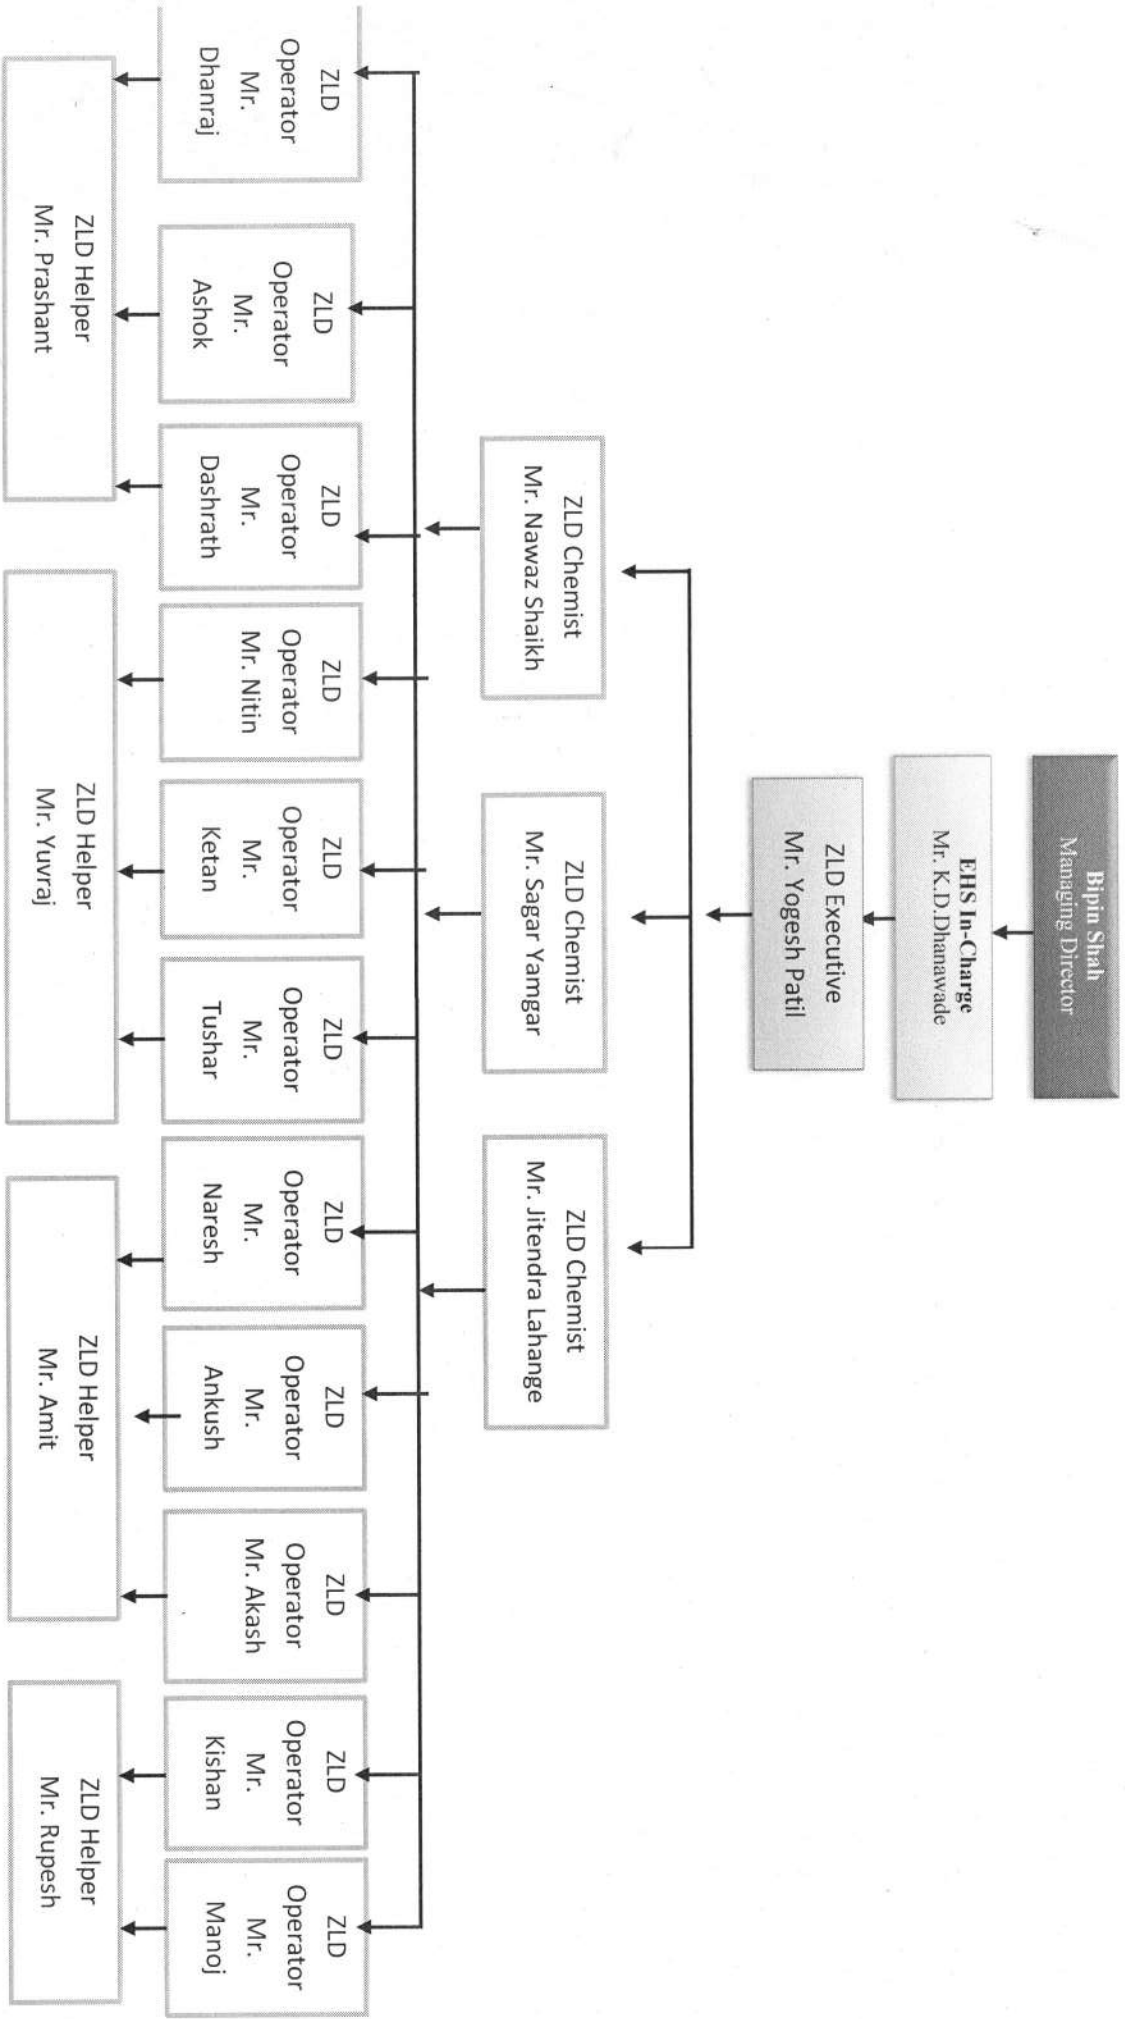 Bipin Shah
Managing Director
EHS In-Charge
Mr. K.D.Dhanawade
ZLD Executive
Mr. Yogesh Patil
ZLD Chemist
Mr. Nawaz Shaikh
ZLD Chemist
Mr. Sagar Yamgar
ZLD Chemist
Mr. Jitendra Lahange
ZLD
Operator
Mr.
Dhanraj
ZLD
Operator
Mr.
Ashok
ZLD
Operator
Mr.
Dashrath
ZLD
Operator
Mr. Nitin
ZLD
Operator
Mr.
Ketan
ZLD
Operator
Mr.
Tushar
ZLD
Operator
Mr.
Naresh
ZLD
Operator
Mr.
Ankush
ZLD
Operator
Mr. Akash
ZLD
Operator
Mr.
Kishan
ZLD
Operator
Mr.
Manoj
ZLD Helper
Mr. Prashant
ZLD Helper
Mr. Yuvraj
ZLD Helper
Mr. Amit
ZLD Helper
Mr. Rupesh